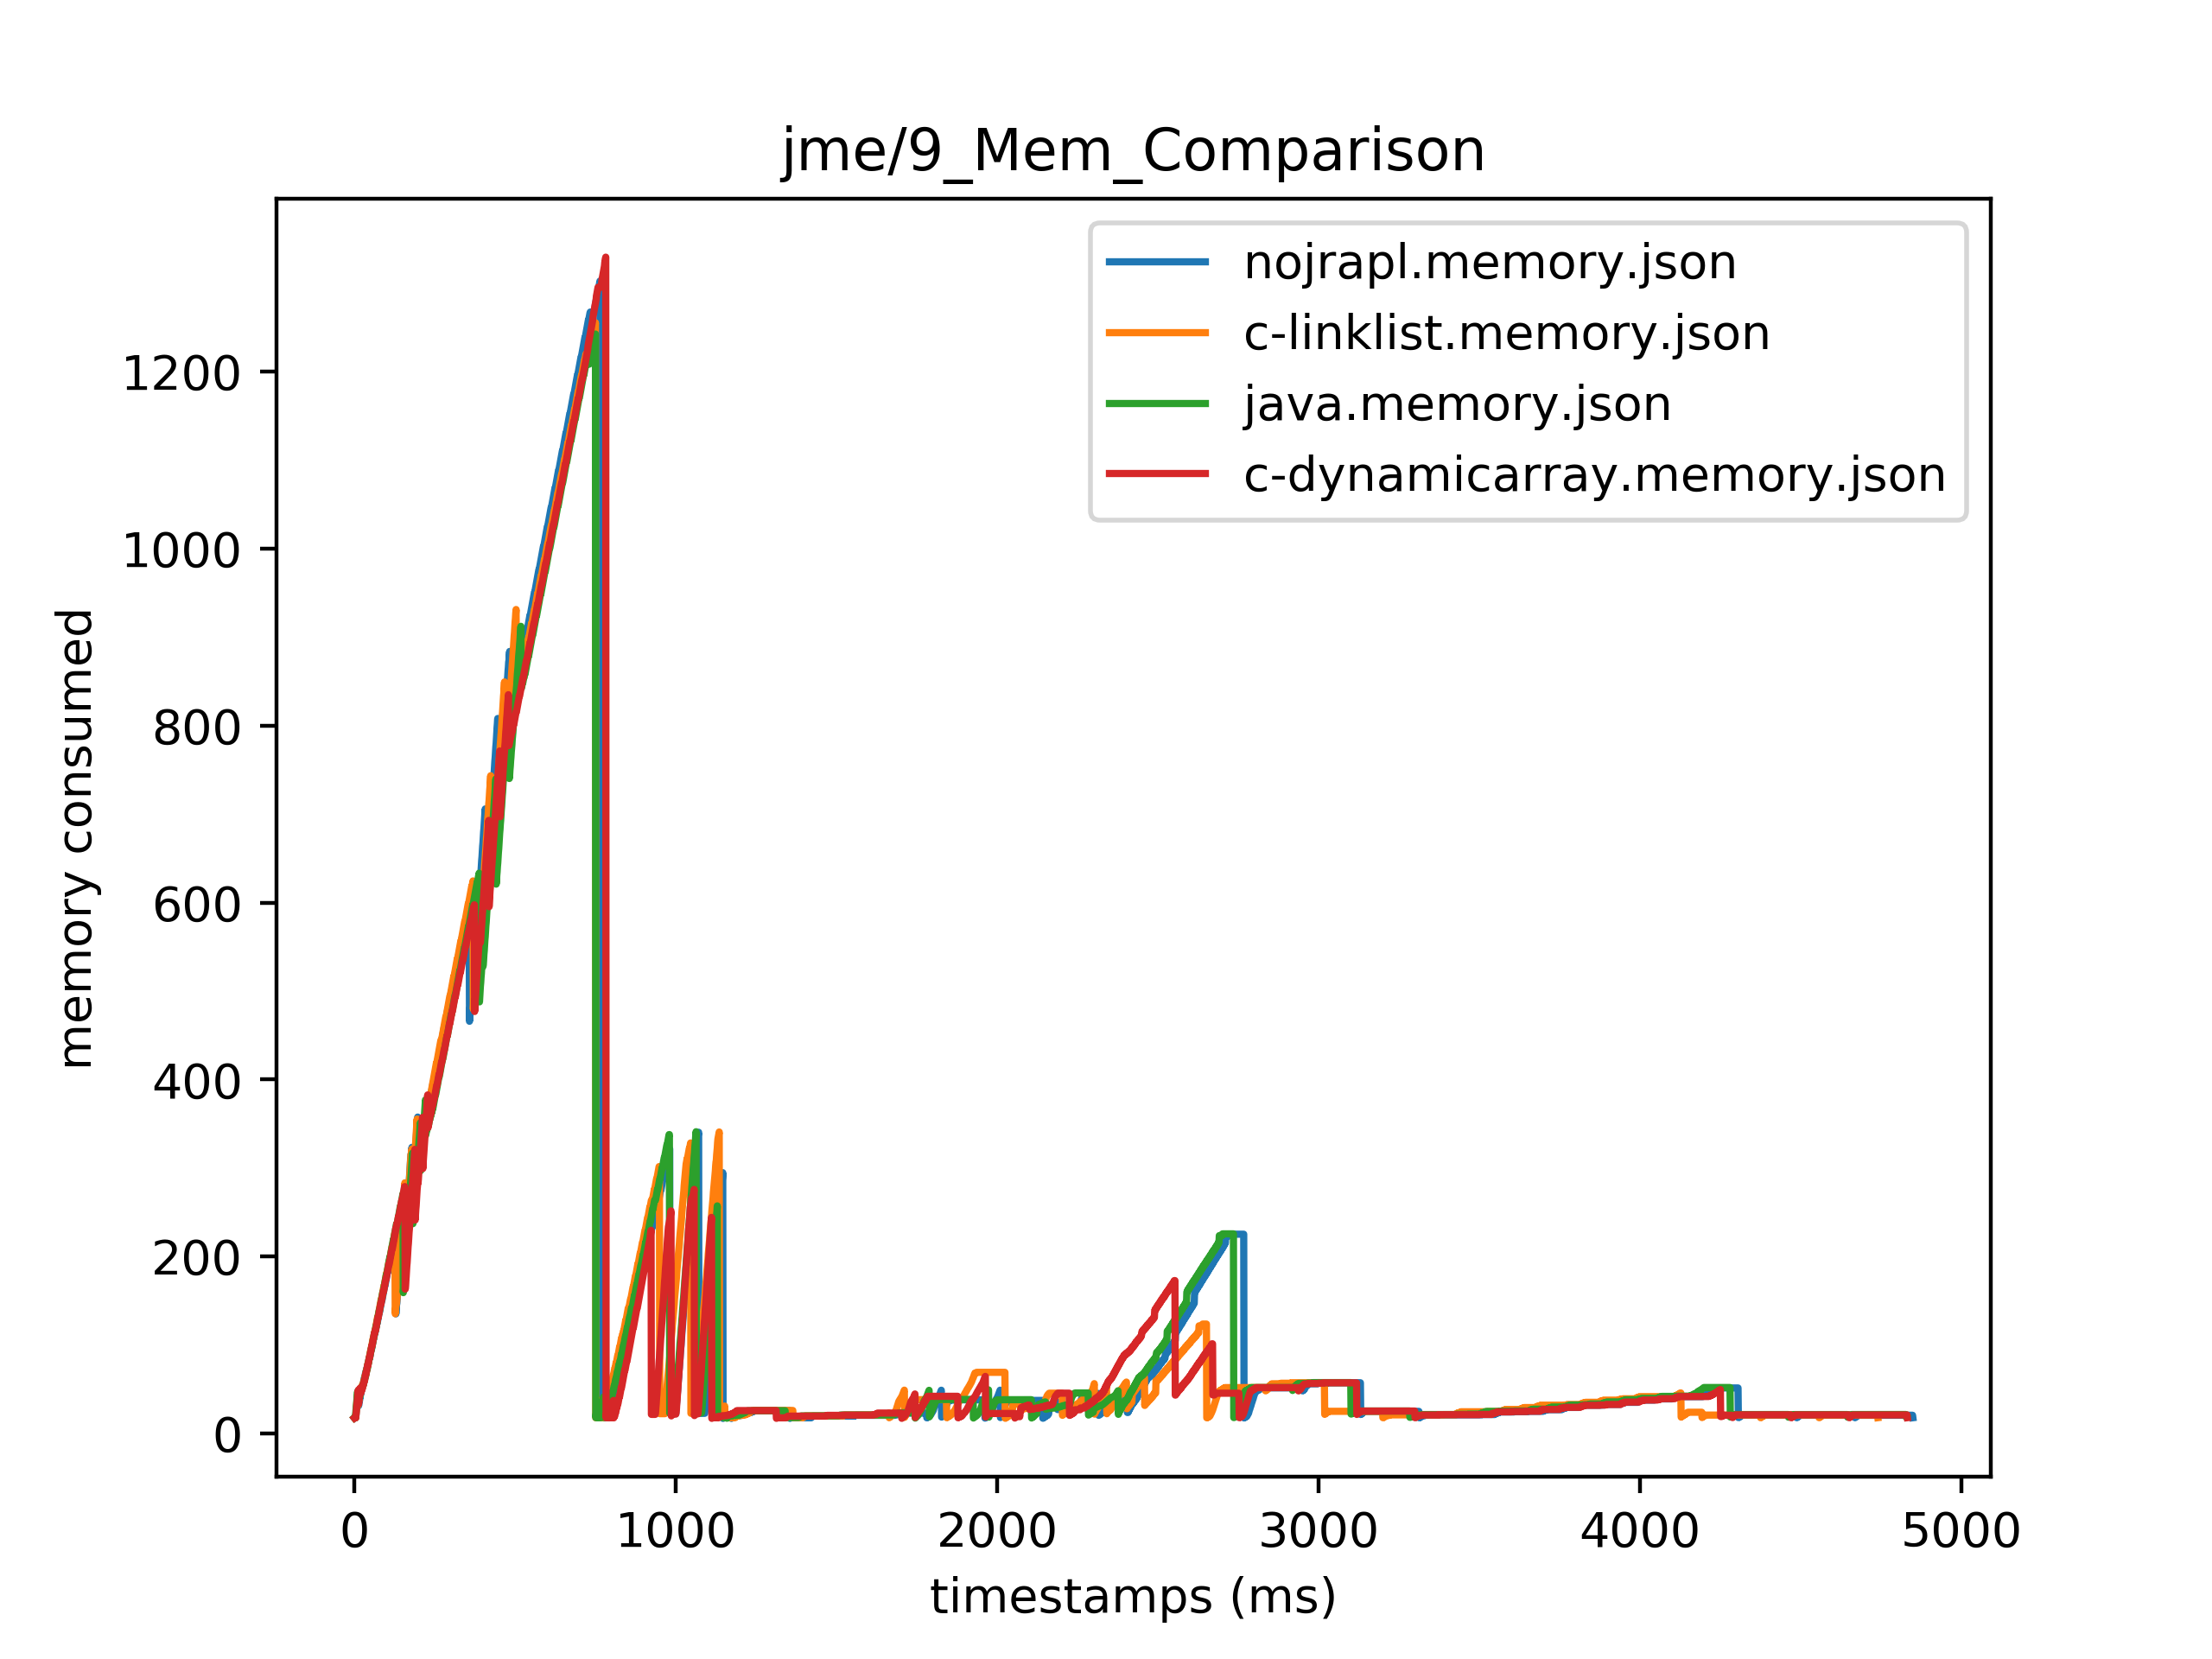 jme/9_Mem_Comparison
nojrapl.memory.json
c-linklist.memory.json
java.memory.json
c-dynamicarray.memory.json
memory consumed
1200
1000
800
600
400
200
0
0 1000 2000 3000 4000 5000
timestamps (ms)